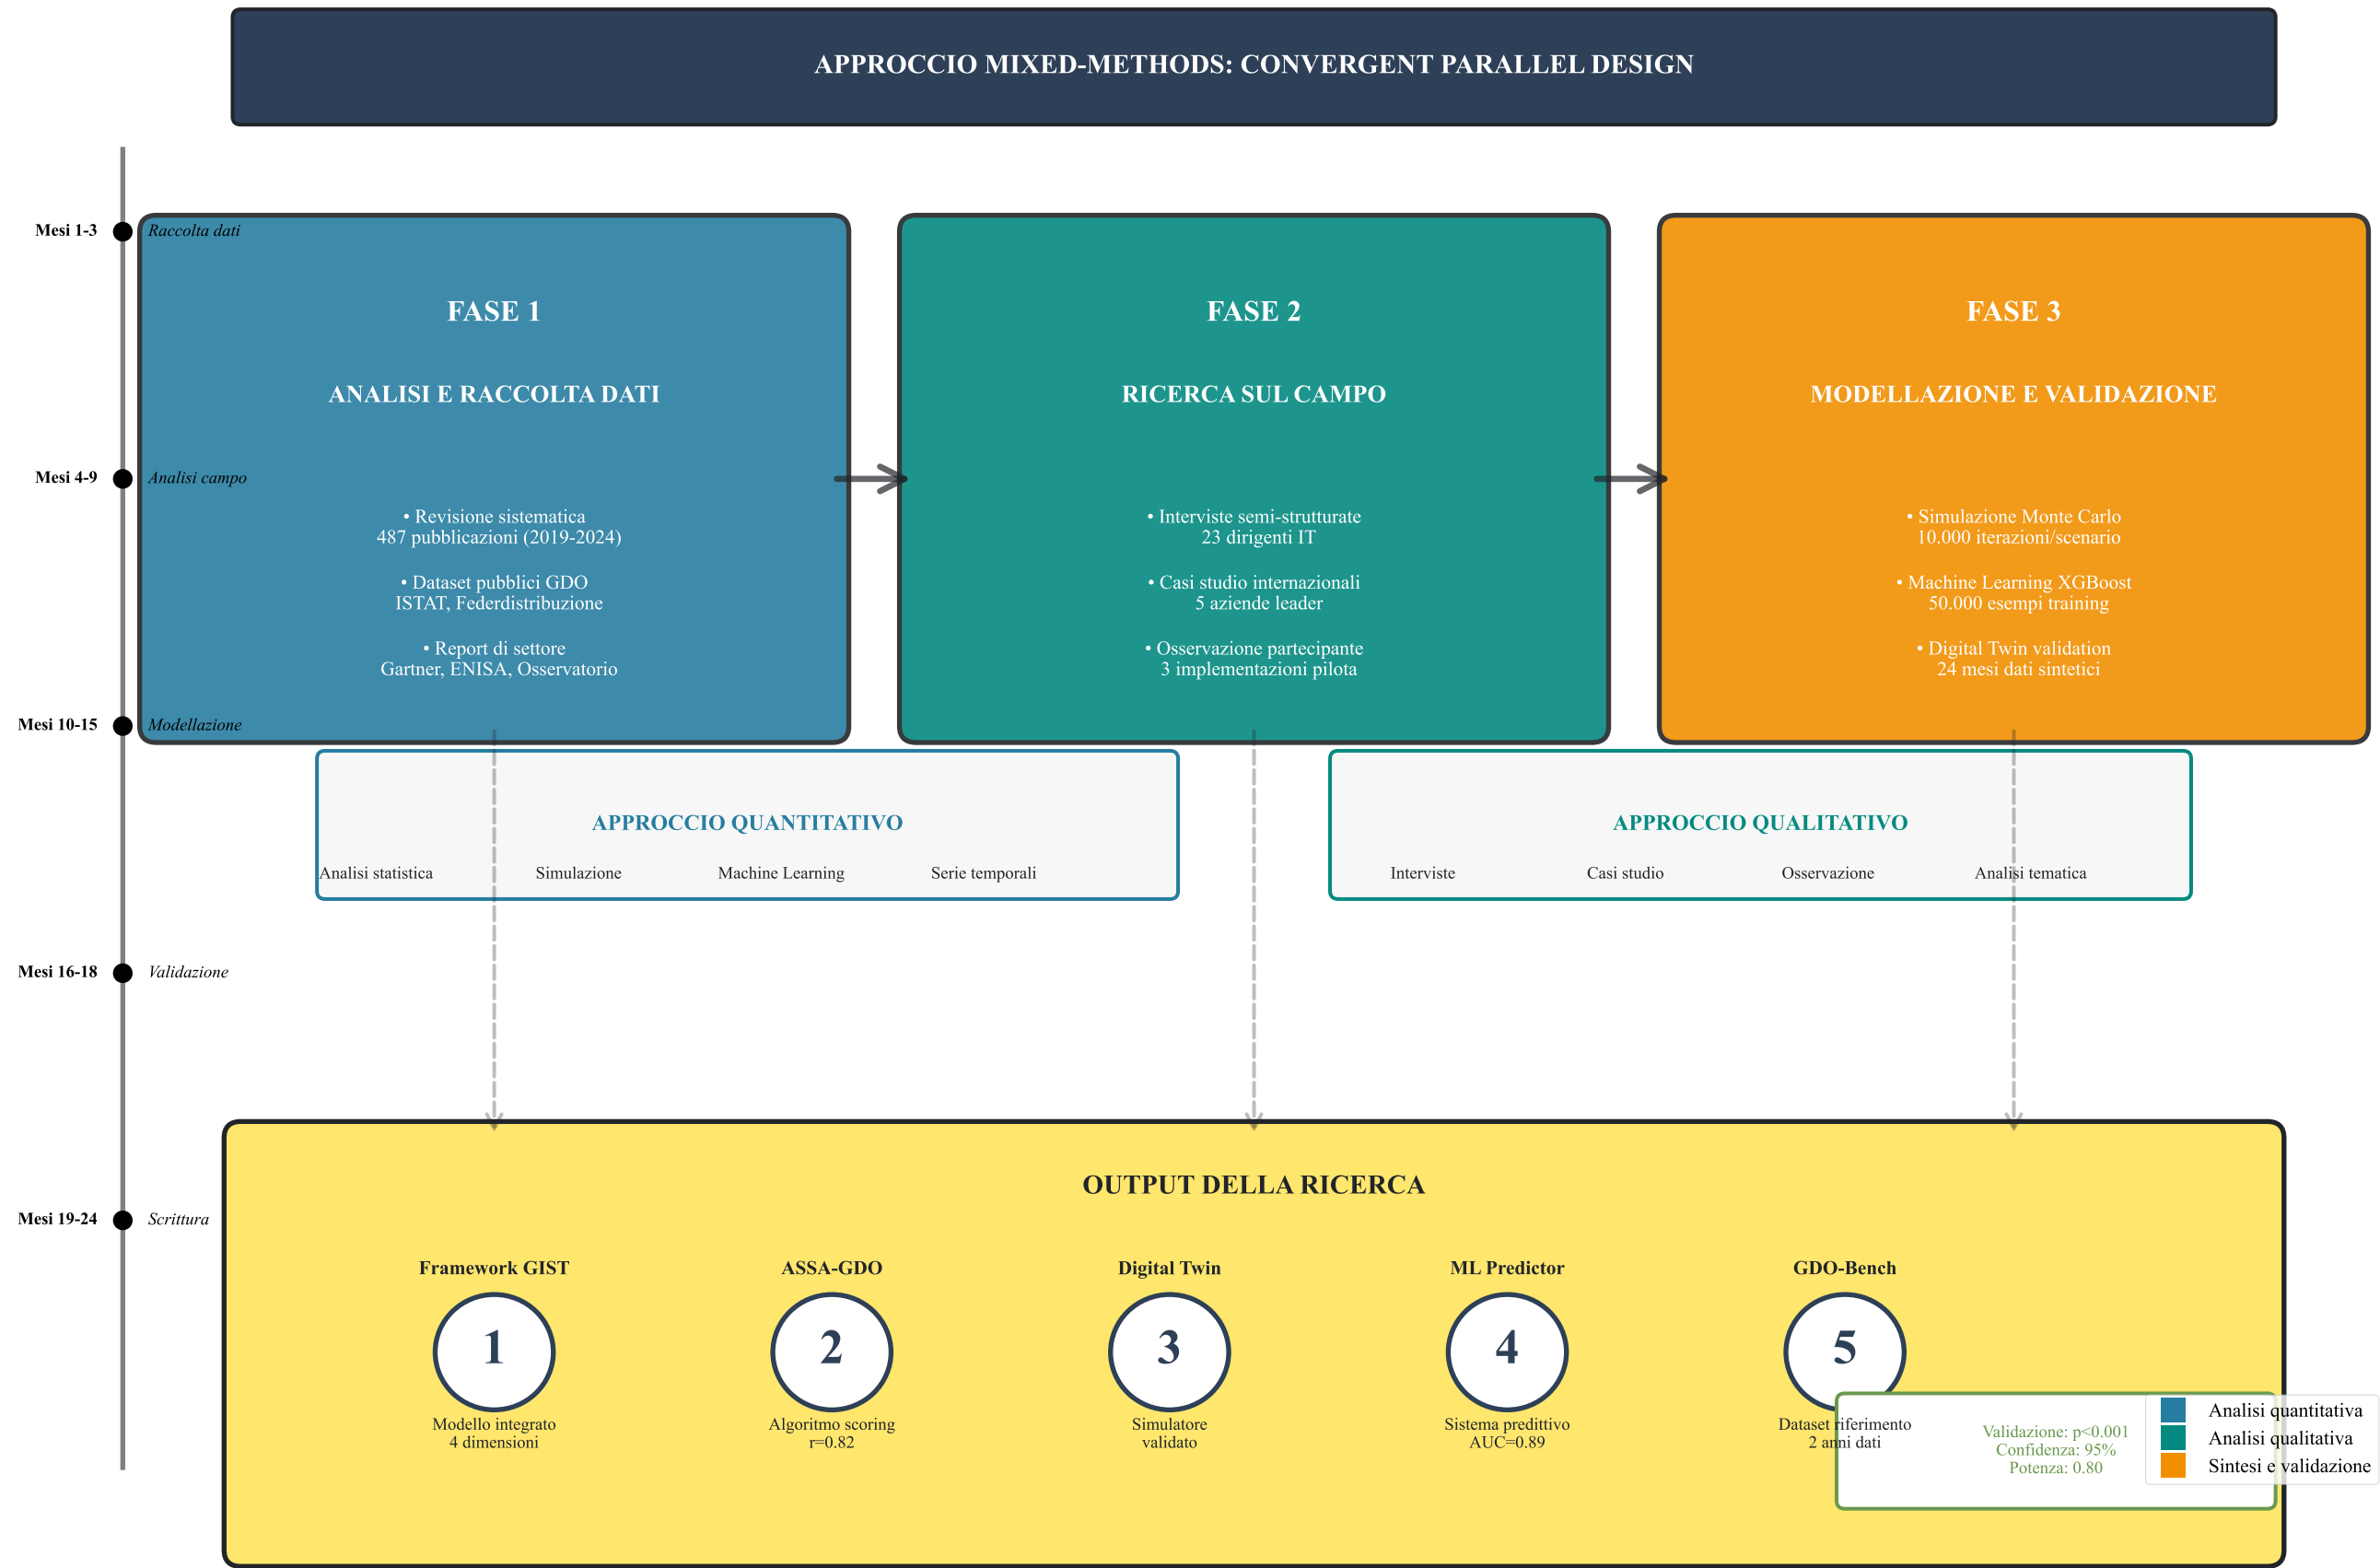 APPROCCIO MIXED-METHODS: CONVERGENT PARALLEL DESIGN
Mesi 1-3
Raccolta dati
Mesi 4-9
Analisi campo
Mesi 10-15
Modellazione
Mesi 16-18
Validazione
Mesi 19-24
Scrittura
FASE 1
ANALISI E RACCOLTA DATI
• Revisione sistematica
487 pubblicazioni (2019-2024)
• Dataset pubblici GDO
ISTAT, Federdistribuzione
• Report di settore
Gartner, ENISA, Osservatorio
FASE 2
RICERCA SUL CAMPO
• Interviste semi-strutturate
23 dirigenti IT
• Casi studio internazionali
5 aziende leader
• Osservazione partecipante
3 implementazioni pilota
FASE 3
MODELLAZIONE E VALIDAZIONE
• Simulazione Monte Carlo
10.000 iterazioni/scenario
• Machine Learning XGBoost
50.000 esempi training
• Digital Twin validation
24 mesi dati sintetici
APPROCCIO QUANTITATIVO
Analisi statistica
Simulazione
Machine Learning
Serie temporali
APPROCCIO QUALITATIVO
Interviste
Casi studio
Osservazione
Analisi tematica
OUTPUT DELLA RICERCA
Framework GIST
1
Modello integrato
4 dimensioni
ASSA-GDO
2
Algoritmo scoring
r=0.82
Digital Twin
3
Simulatore
validato
ML Predictor
4
Sistema predittivo
AUC=0.89
GDO-Bench
5
Dataset riferimento
2 anni dati
Validazione: p<0.001
Confidenza: 95%
Potenza: 0.80
Analisi quantitativa
Analisi qualitativa
Sintesi e validazione